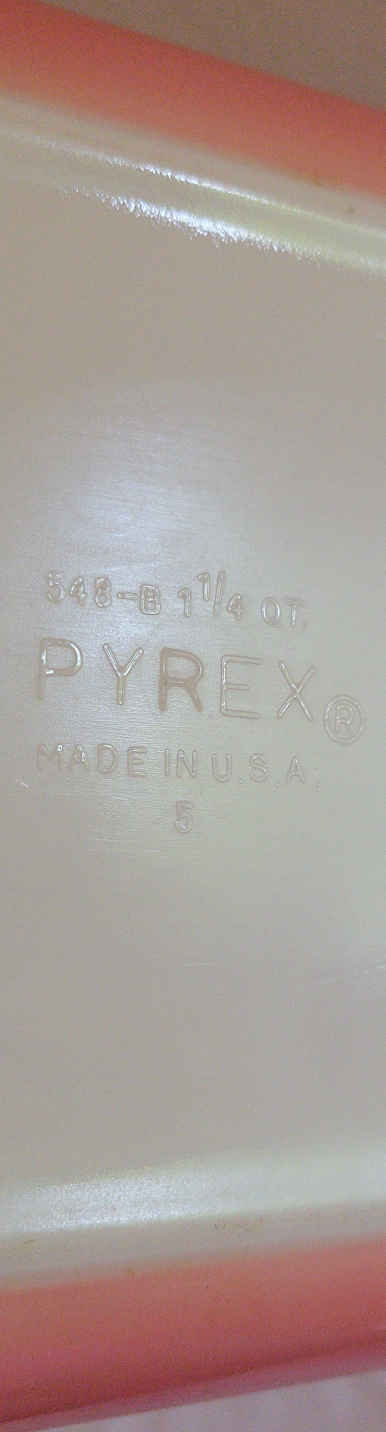 548-B 1 1/4 QT.
PYREX®
MADE IN U.S.A.
5